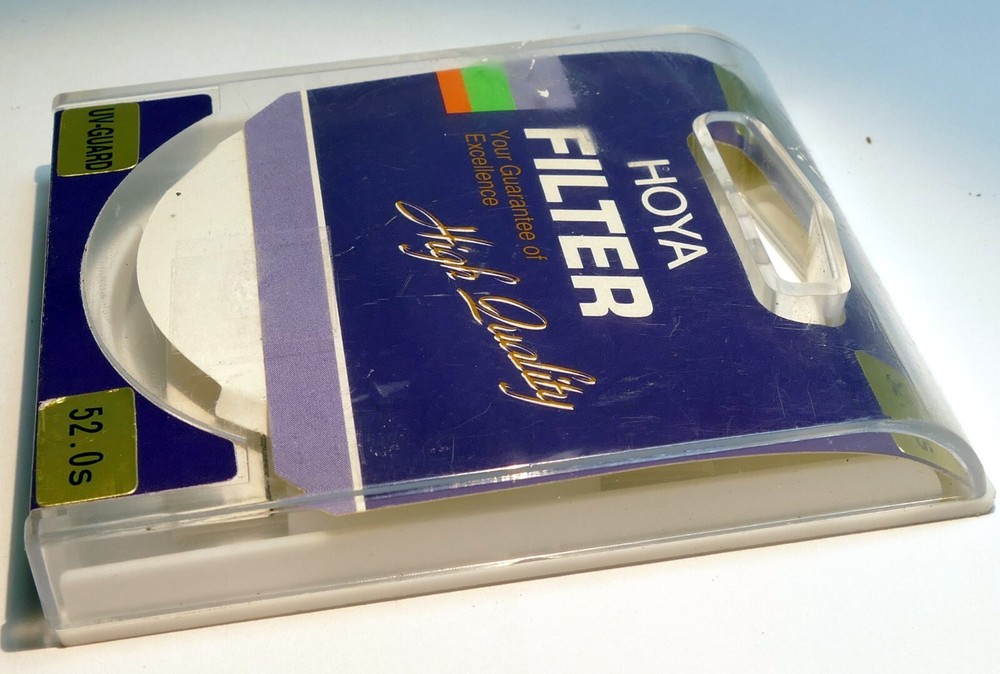 HOYA
FILTER
Your Guarantee of
Excellence
High Quality
UV-GUARD
52.0s